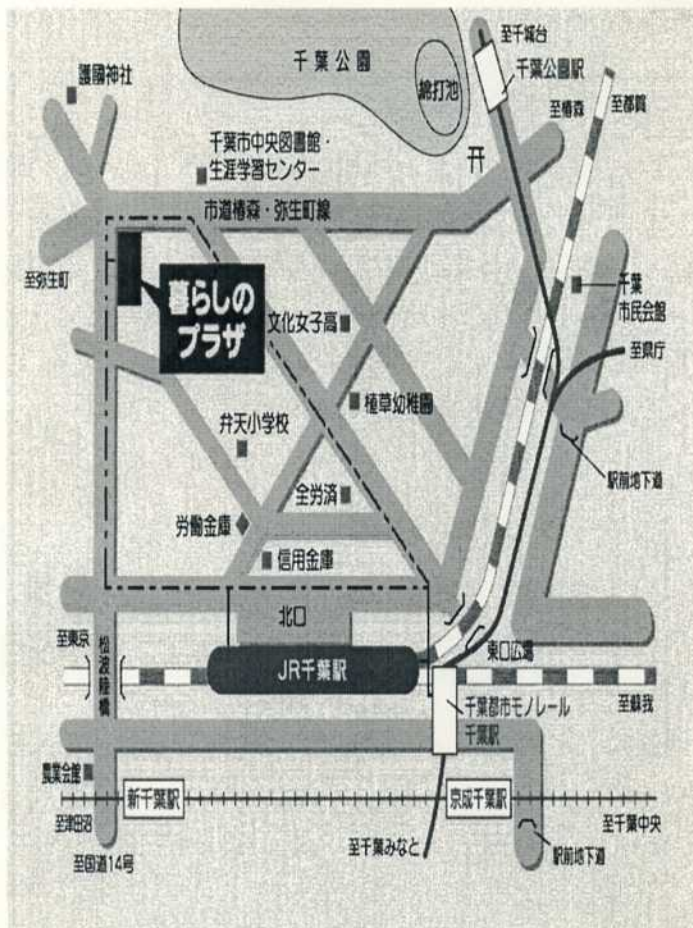 千葉公園
綿打池
至千城台
千葉公園駅
護國神社
至椿森
至都賀
千葉市中央図書館・
生涯学習センター
市道椿森・弥生町線
至弥生町
暮らしの
プラザ
文化女子高
千葉
市民会館
至県庁
植草幼稚園
弁天小学校
駅前地下道
全労済
労働金庫
信用金庫
北口
至東京
松波陸橋
東口広場
JR千葉駅
至蘇我
千葉都市モノレール
千葉駅
農業会館
新千葉駅
京成千葉駅
至津田沼
至千葉中央
至千葉みなと
駅前地下道
至国道14号